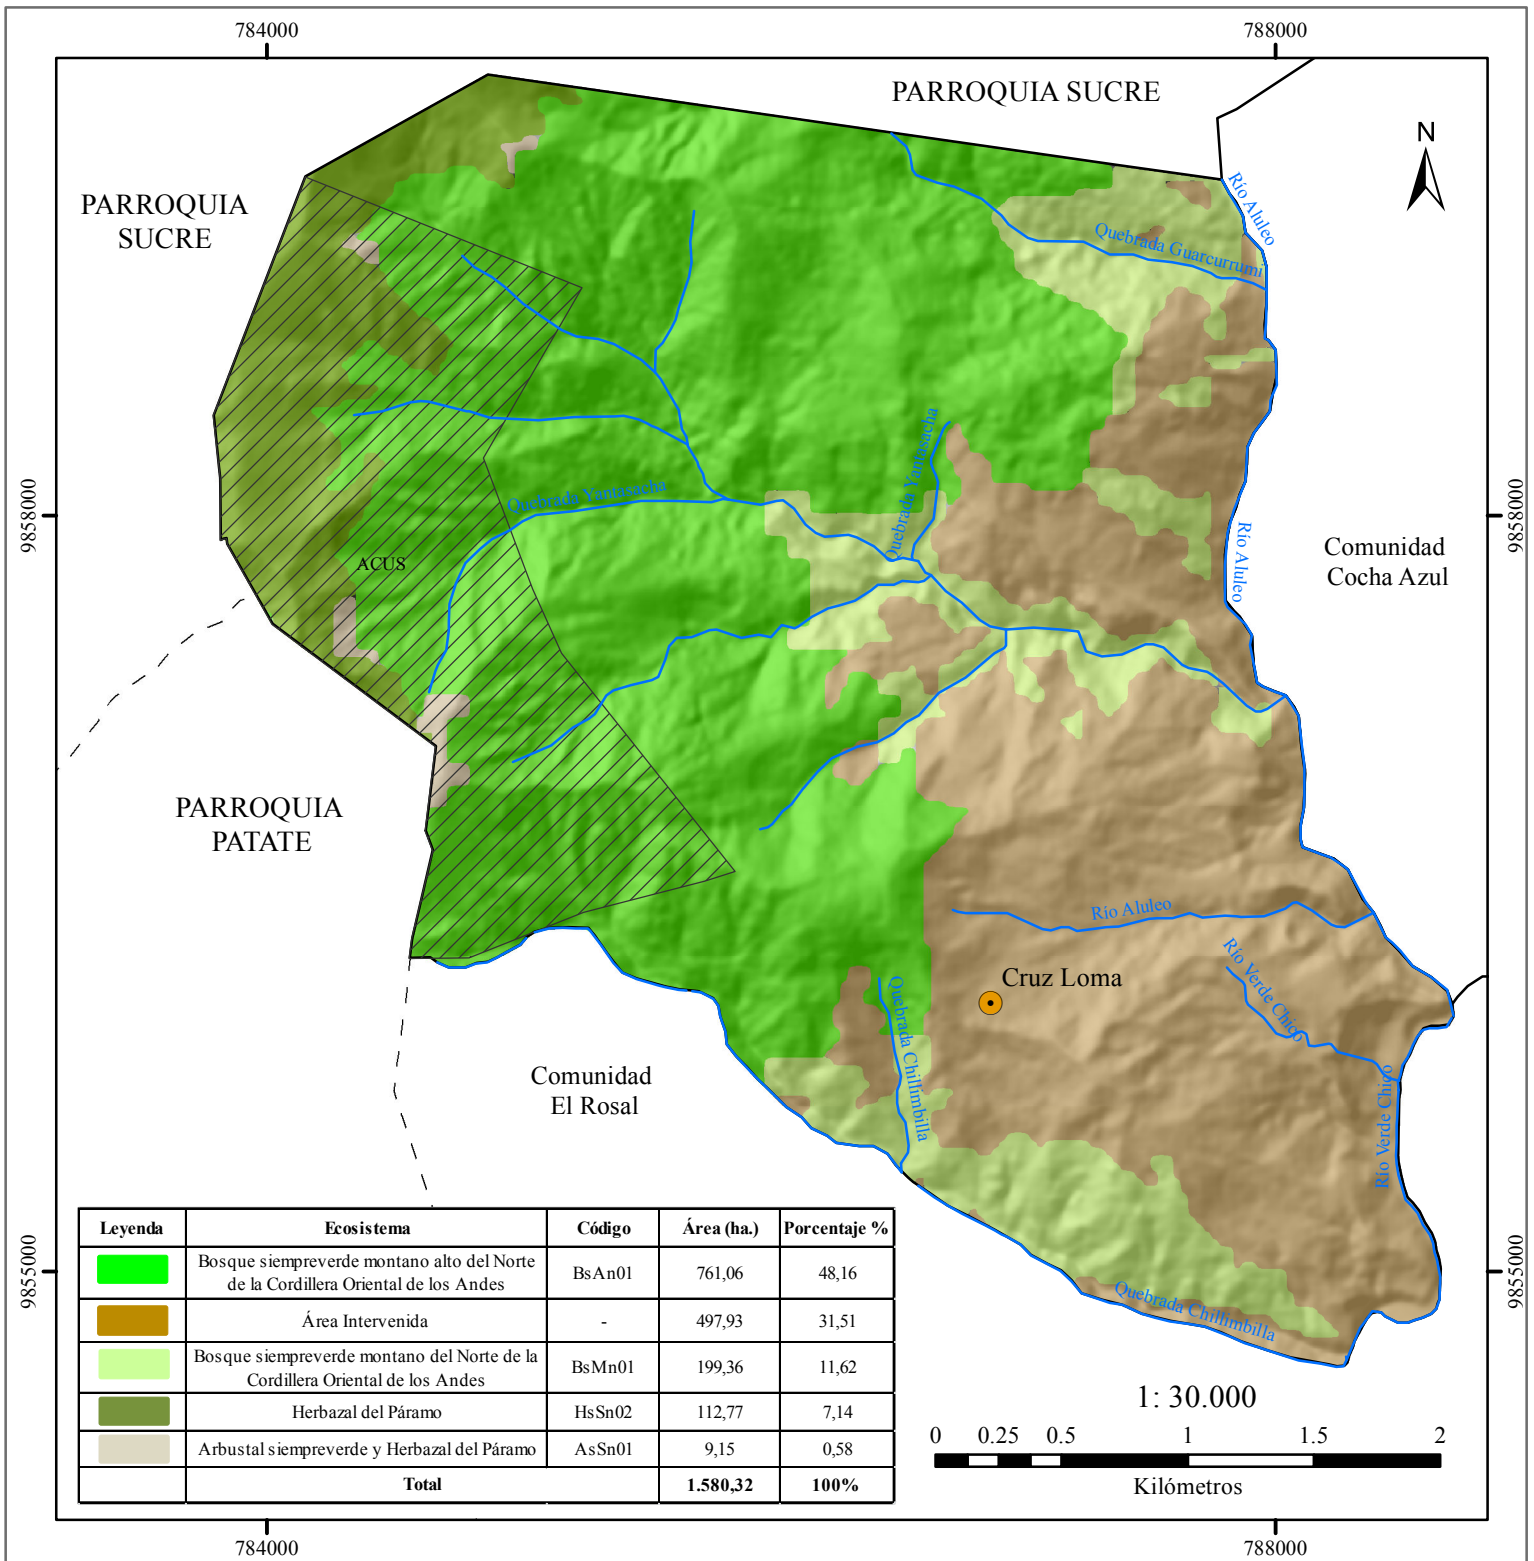 784000
788000
PARROQUIA SUCRE
N
PARROQUIA
SUCRE
Río Aluleo
Quebrada Guarcurrumi
Quebrada Yantasacha
Quebrada Yantasacha
9858000
9858000
Río Aluleo
Comunidad
Cocha Azul
ACUS
PARROQUIA
PATATE
Río Aluleo
Río Verde Chico
Cruz Loma
Quebrada Chillimbilla
Comunidad
El Rosal
Río Verde Chico
9855000
9855000
Quebrada Chillimbilla
Leyenda Ecosistema Código Área (ha.) Porcentaje %
Bosque siempreverde montano alto del Norte
de la Cordillera Oriental de los Andes BsAn01 761,06 48,16
Área Intervenida - 497,93 31,51
Bosque siempreverde montano del Norte de la
Cordillera Oriental de los Andes BsMn01 199,36 11,62
Herbazal del Páramo HsSn02 112,77 7,14
Arbustal siempreverde y Herbazal del Páramo AsSn01 9,15 0,58
Total 1.580,32 100%
1: 30.000
0 0.25 0.5 1 1.5 2
Kilómetros
784000
788000